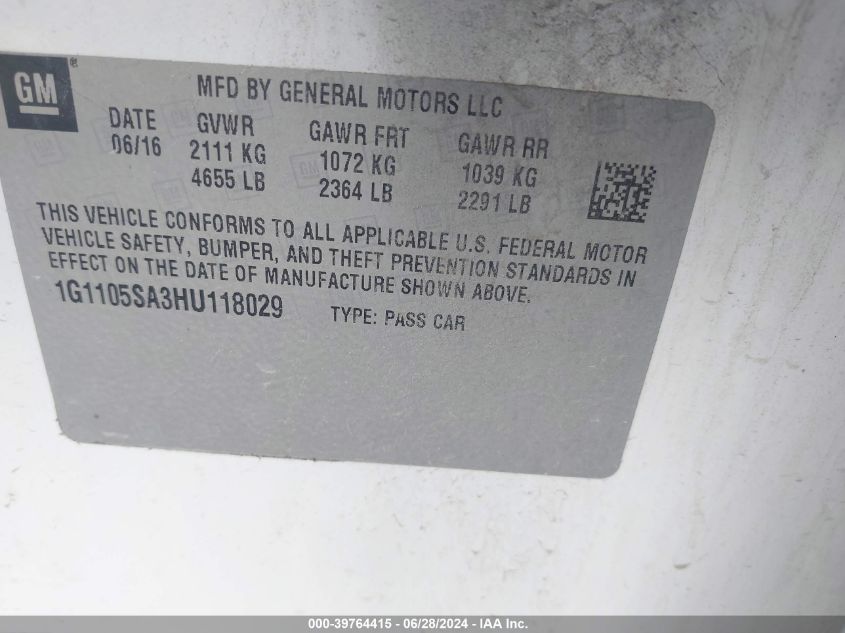 GM®
MFD BY GENERAL MOTORS LLC
DATE GVWR GAWR FRT GAWR RR
06/16 2111 KG 1072 KG 1039 KG
4655 LB 2364 LB 2291 LB
THIS VEHICLE CONFORMS TO ALL APPLICABLE U.S. FEDERAL MOTOR
VEHICLE SAFETY, BUMPER, AND THEFT PREVENTION STANDARDS IN
EFFECT ON THE DATE OF MANUFACTURE SHOWN ABOVE.
1G1105SA3HU118029 TYPE: PASS CAR
000-39764415 - 06/28/2024 - IAA Inc.